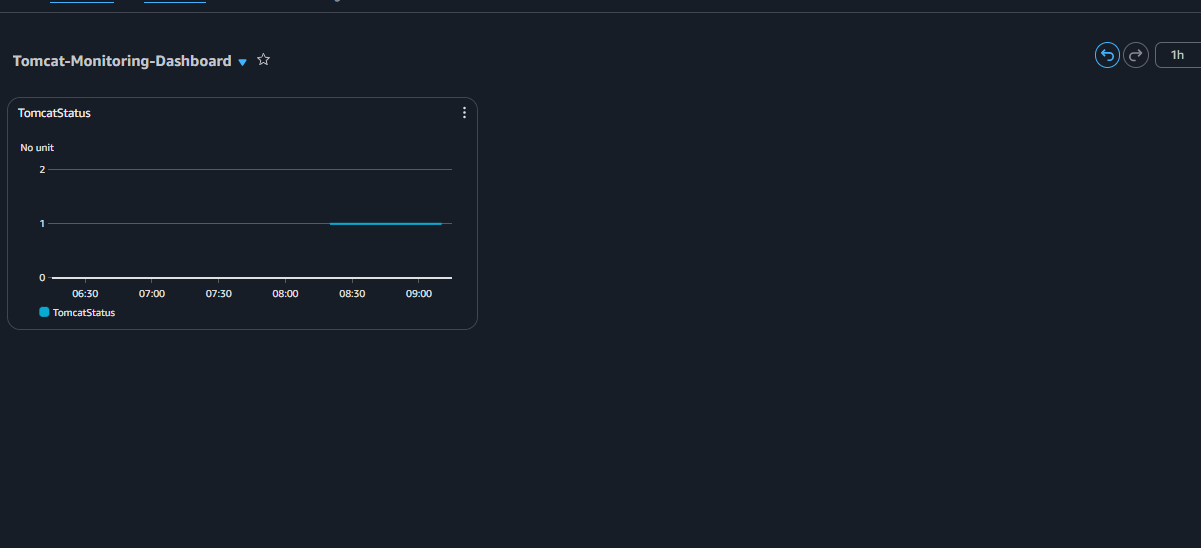 Tomcat-Monitoring-Dashboard
1h
TomcatStatus
No unit
2
1
0
06:30 07:00 07:30 08:00 08:30 09:00
TomcatStatus